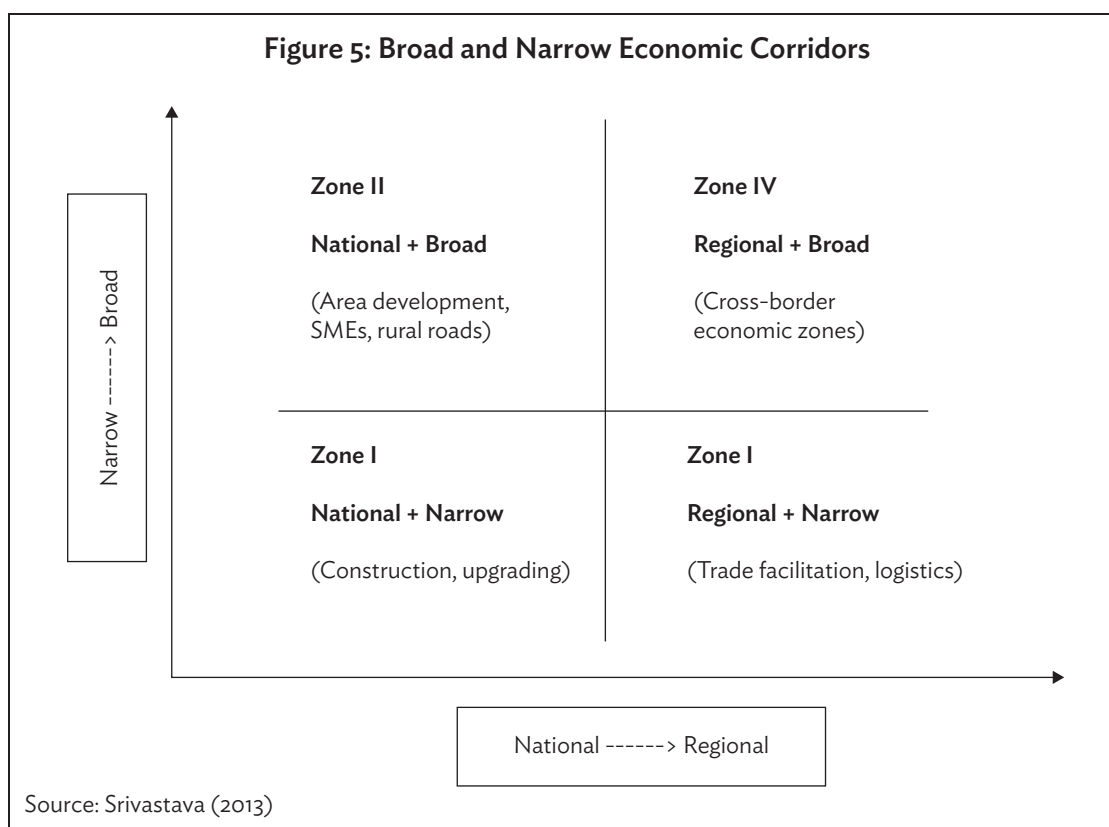 Figure 5: Broad and Narrow Economic Corridors
Narrow ------> Broad
Zone II
National + Broad
(Area development,
SMEs, rural roads)
Zone IV
Regional + Broad
(Cross-border
economic zones)
Zone I
National + Narrow
(Construction, upgrading)
Zone I
Regional + Narrow
(Trade facilitation, logistics)
National ------> Regional
Source: Srivastava (2013)